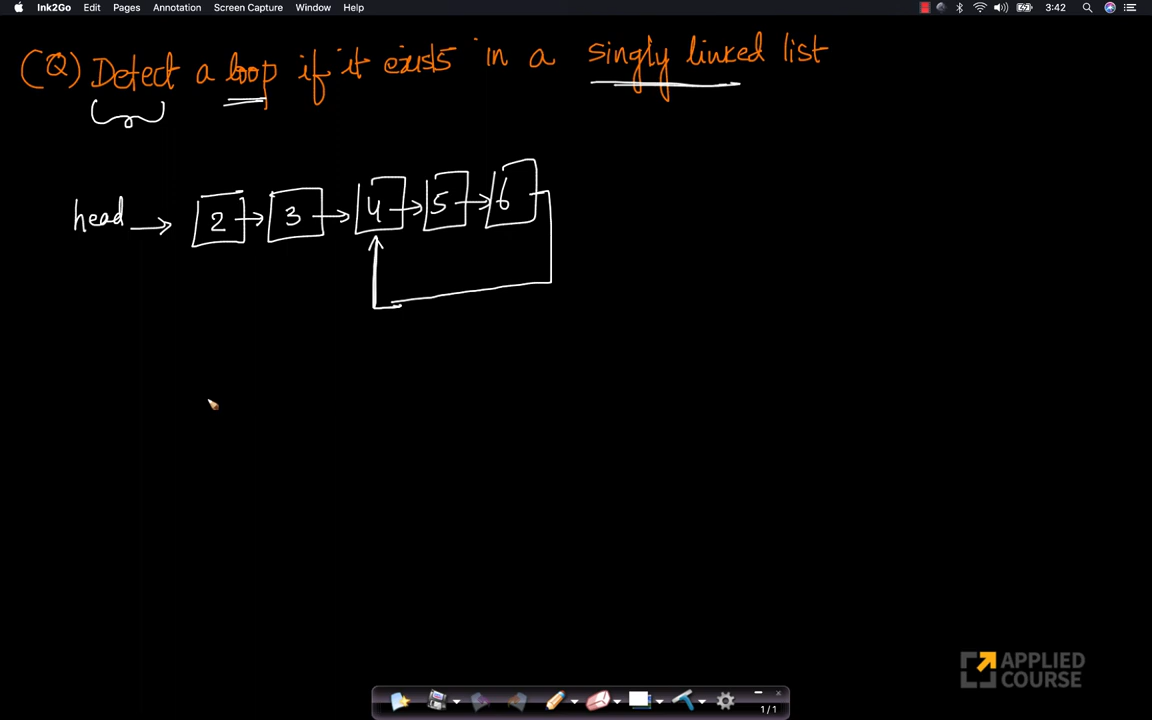 Ink2Go File Edit Pages Annotation Screen Capture Window Help 3:42
(Q) Detect a loop if it exists in a singly linked list
head 2 3 4 5 6
APPLIED
COURSE
1/1